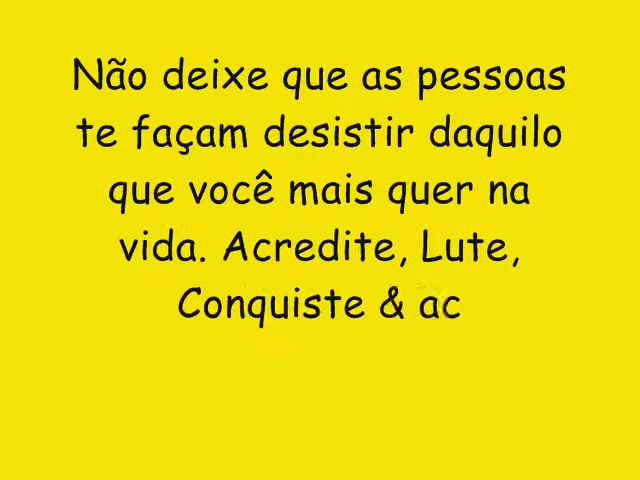 Não deixe que as pessoas
te façam desistir daquilo
que você mais quer na
vida. Acredite, Lute,
Conquiste & ac